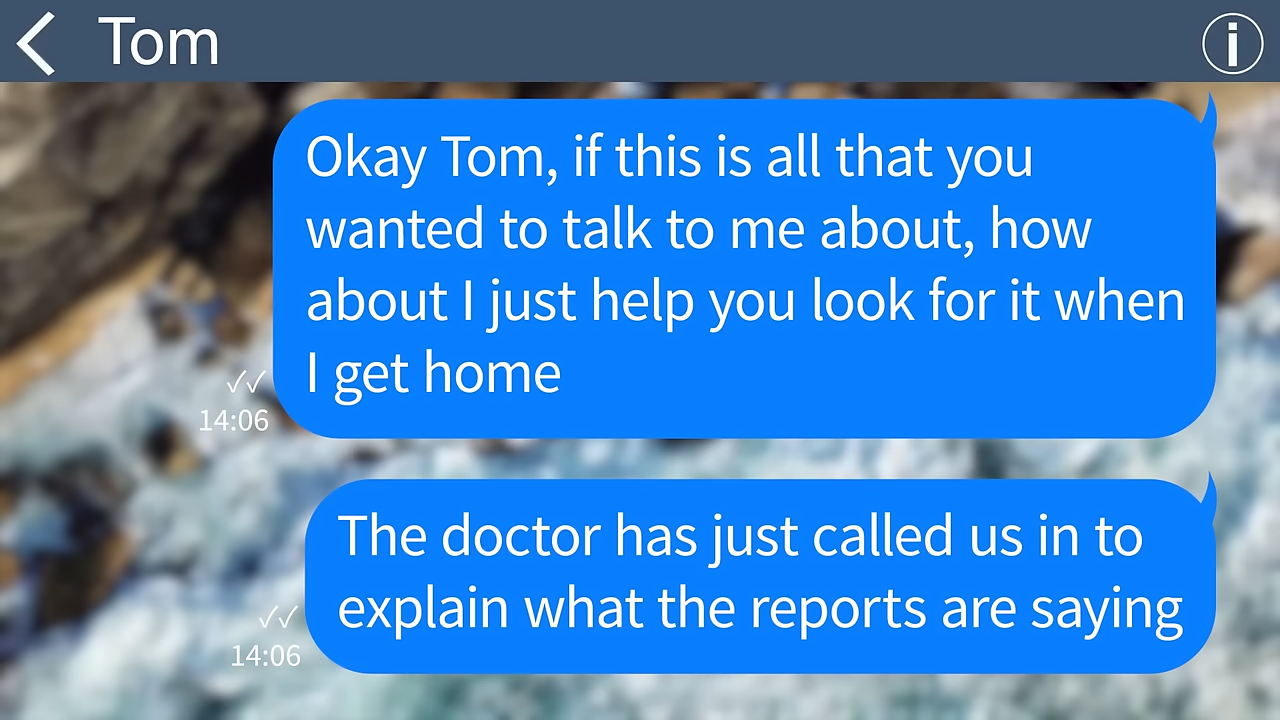 Tom
Okay Tom, if this is all that you
wanted to talk to me about, how
about I just help you look for it when
I get home
14:06
The doctor has just called us in to
explain what the reports are saying
14:06